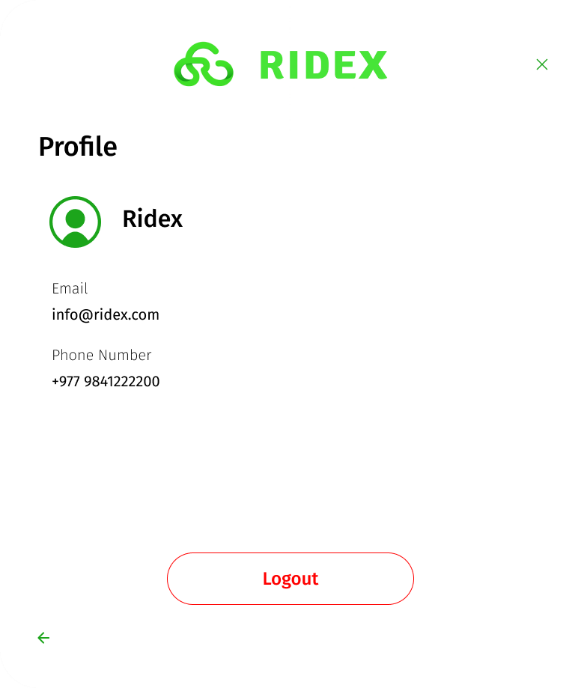 RIDEX
Profile
Ridex
Email
info@ridex.com
Phone Number
+977 9841222200
Logout